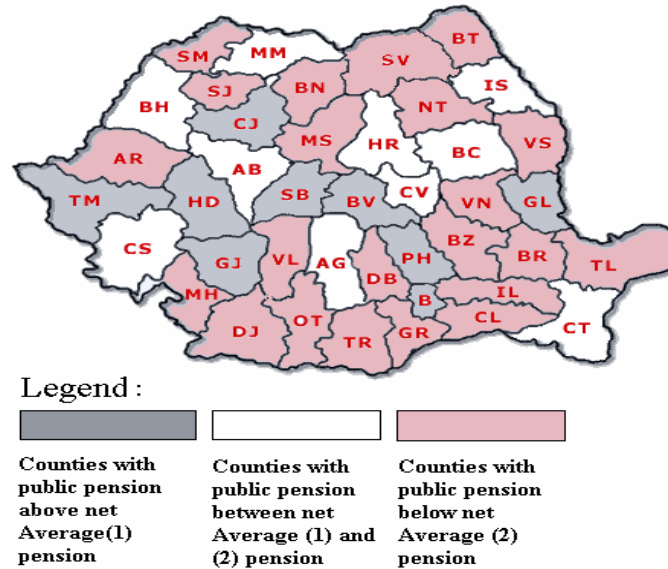 BT
SM
MM
SV
SJ
BN
IS
BH
NT
CJ
MS
HR
BC
VS
AR
AB
TM
HD
SB
BV
CV
VN
GL
CS
GJ
VL
AG
PH
BZ
BR
TL
DB
MH
B
IL
OT
CL
CT
DJ
TR
GR
Legend :
Counties with
public pension
above net
Average(1)
pension
Counties with
public pension
between net
Average (1) and
(2) pension
Counties with
public pension
below net
Average (2)
pension